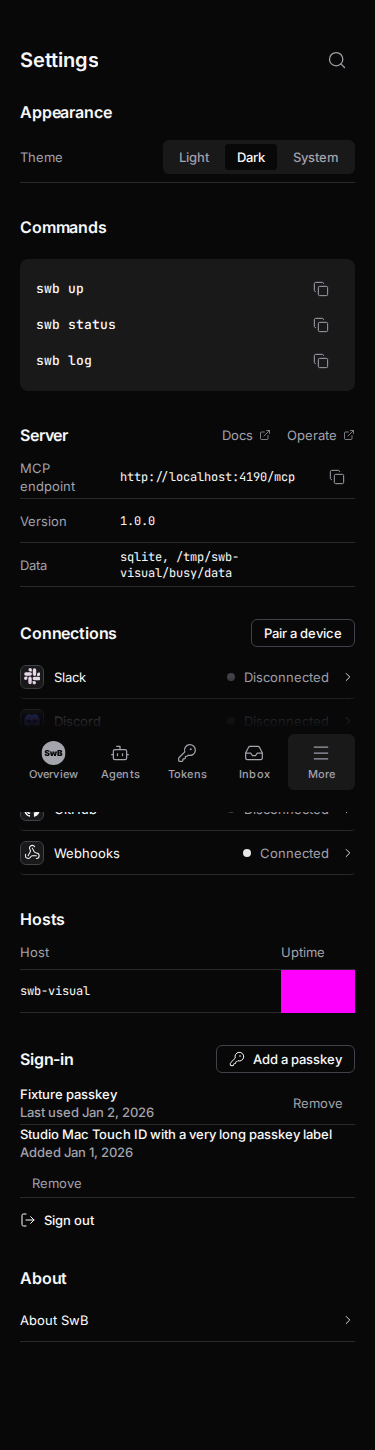 Settings
Appearance
Theme Light Dark System
Commands
swb up
swb status
swb log
Server Docs Operate
MCP
endpoint
http://localhost:4190/mcp
Version 1.0.0
Data
sqlite, /tmp/swb-
visual/busy/data
Connections Pair a device
Slack Disconnected
Discord Disconnected
SwB
Overview Agents Tokens Inbox More
GitHub Disconnected
Webhooks Connected
Hosts
Host Uptime
swb-visual
Sign-in Add a passkey
Fixture passkey
Last used Jan 2, 2026
Remove
Studio Mac Touch ID with a very long passkey label
Added Jan 1, 2026
Remove
Sign out
About
About SwB